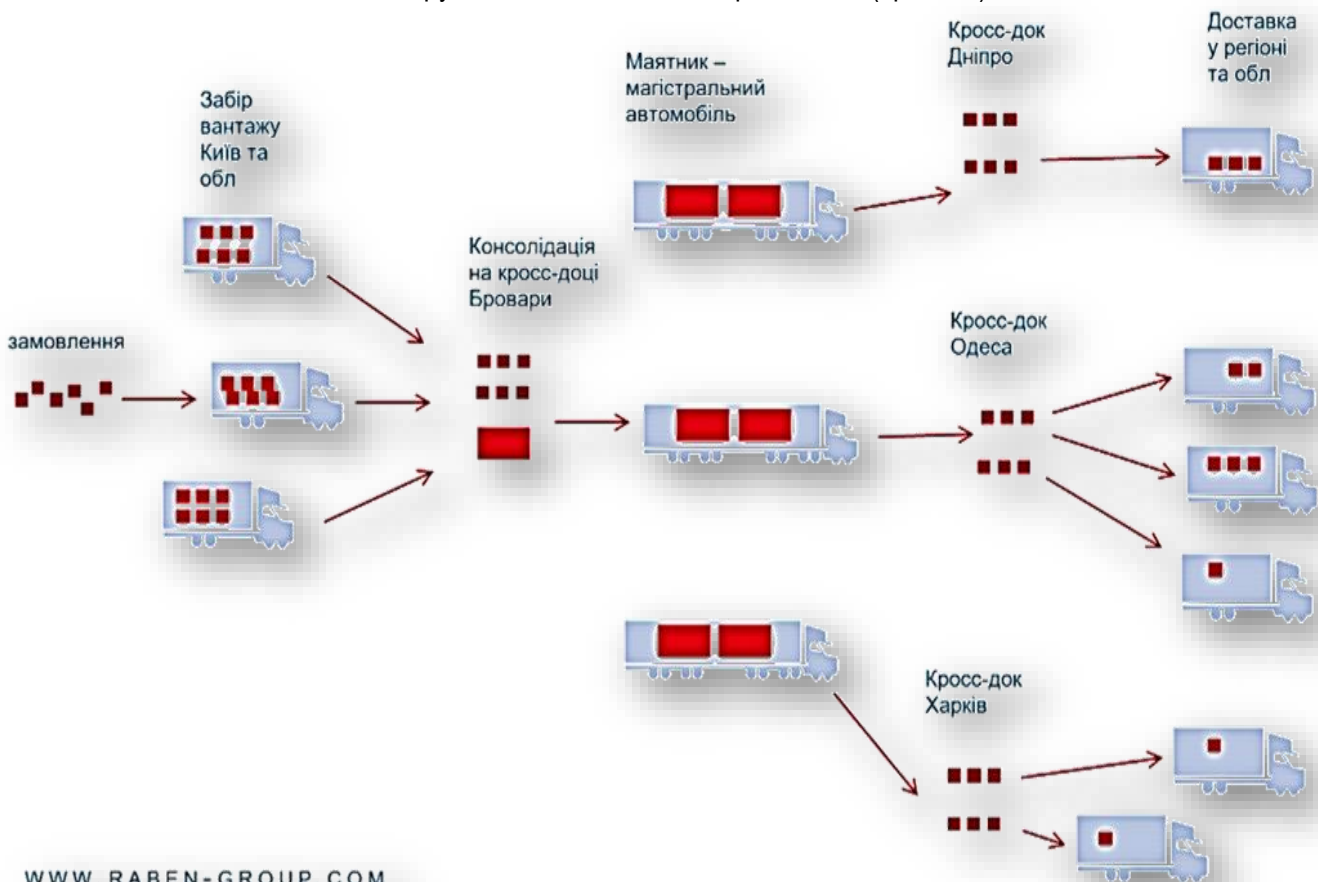 Забір
вантажу
Київ та
обл
замовлення
Консолідація
на кросс-доці
Бровари
Маятник –
магістральний
автомобіль
Кросс-док
Дніпро
Доставка
у регіоні
та обл
Кросс-док
Одеса
Кросс-док
Харків
WWW.RABEN-GROUP.COM